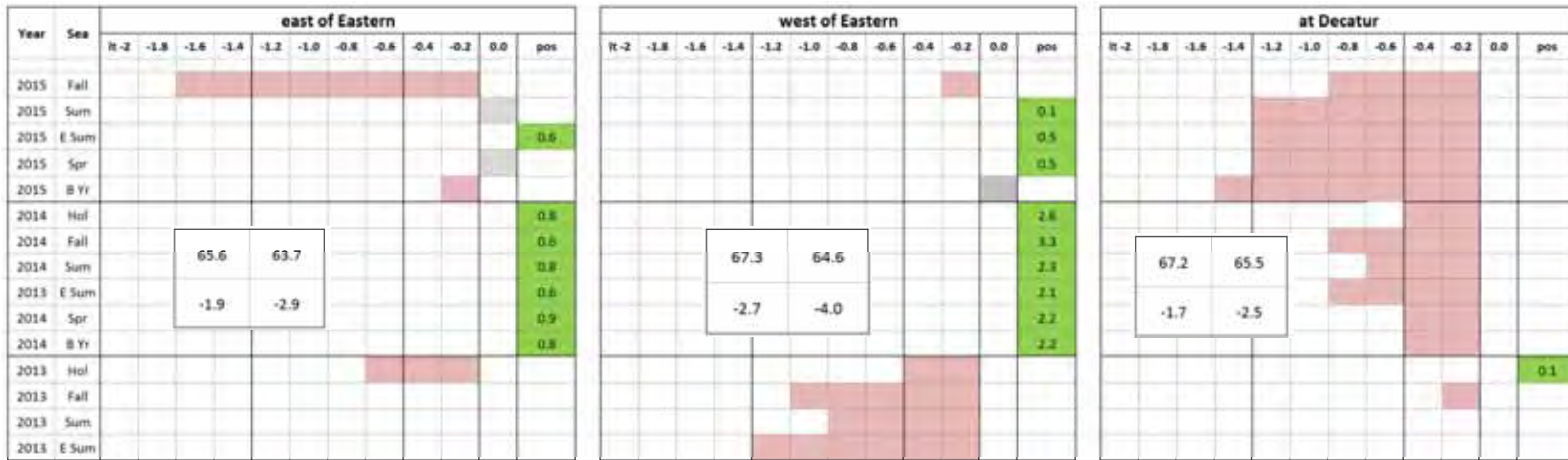 Year Sea east of Eastern west of Eastern at Decatur
lt -2 -1.8 -1.6 -1.4 -1.2 -1.0 -0.8 -0.6 -0.4 -0.2 0.0 pos lt -2 -1.8 -1.6 -1.4 -1.2 -1.0 -0.8 -0.6 -0.4 -0.2 0.0 pos lt -2 -1.8 -1.6 -1.4 -1.2 -1.0 -0.8 -0.6 -0.4 -0.2 0.0 pos
2015 Fall
2015 Sum 0.1
2015 E Sum 0.6 0.5
2015 Spr 0.5
2015 B Yr
2014 Hol 0.8 2.6
2014 Fall 3.3
65.6 63.7 67.3 64.6 67.2 65.5
2014 Sum 0.8 2.3
2013 E Sum 0.6 2.1
-1.9 -2.9 -2.7 -4.0 -1.7 -2.5
2014 Spr 0.9 2.2
2014 B Yr 0.8 2.2
2013 Hol 0.1
2013 Fall
2013 Sum
2013 E Sum